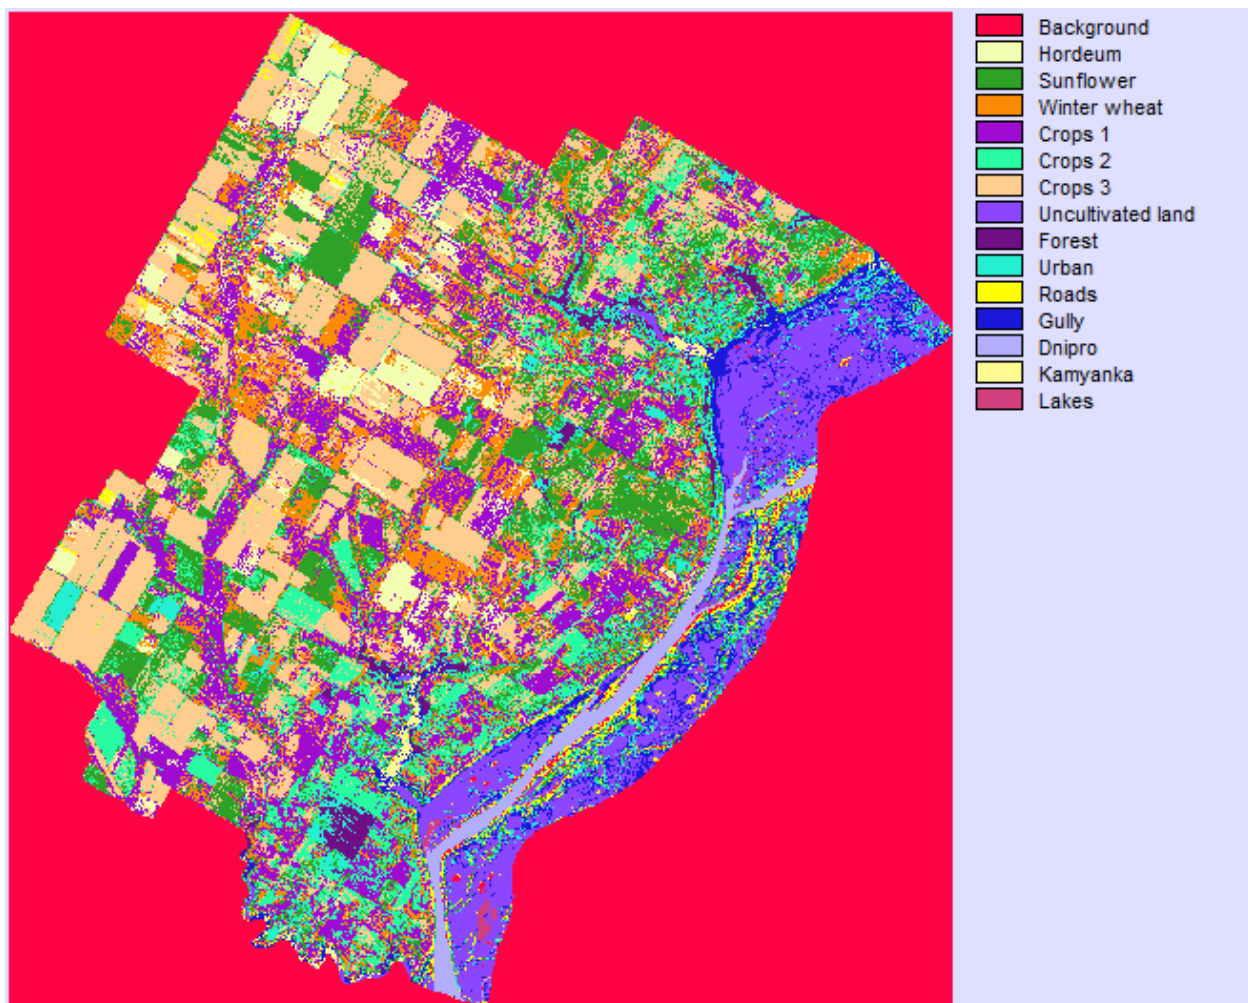 Background
Hordeum
Sunflower
Winter wheat
Crops 1
Crops 2
Crops 3
Uncultivated land
Forest
Urban
Roads
Gully
Dnipro
Kamyanka
Lakes